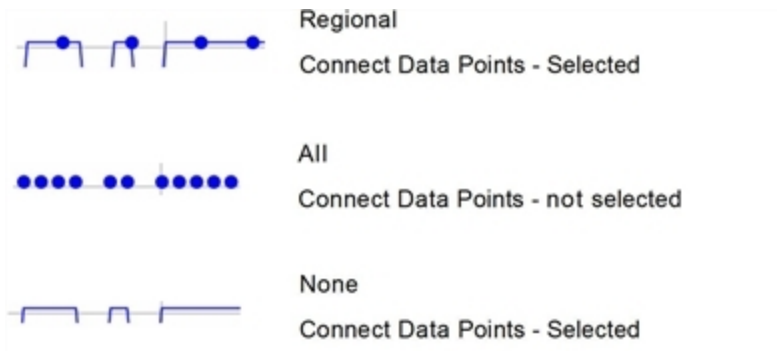 Regional
Connect Data Points - Selected
All
Connect Data Points - not selected
None
Connect Data Points - Selected